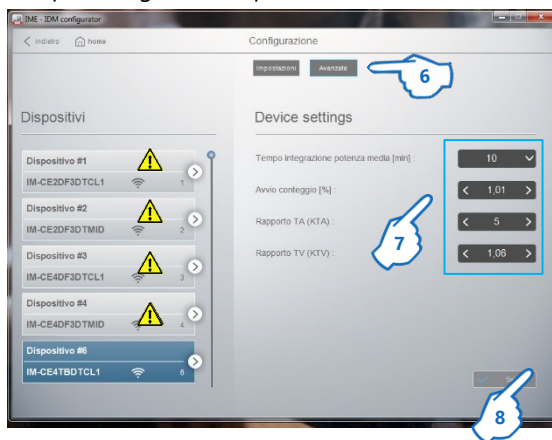 IME - IDM configurator
indietro
home
Configurazione
Impostazioni
Avanzate
6
Dispositivi
Device settings
Dispositivo #1
IM-CE2DF3DTCL1
1
Dispositivo #2
IM-CE2DF3DTMID
2
Dispositivo #3
IM-CE4DF3DTCL1
3
Dispositivo #4
IM-CE4DF3DTMID
4
Dispositivo #6
IM-CE4TBDTCL1
6
Tempo integrazione potenza media [min] :
10
Avvio conteggio [%] :
1,01
Rapporto TA (KTA) :
5
Rapporto TV (KTV) :
1,06
7
8